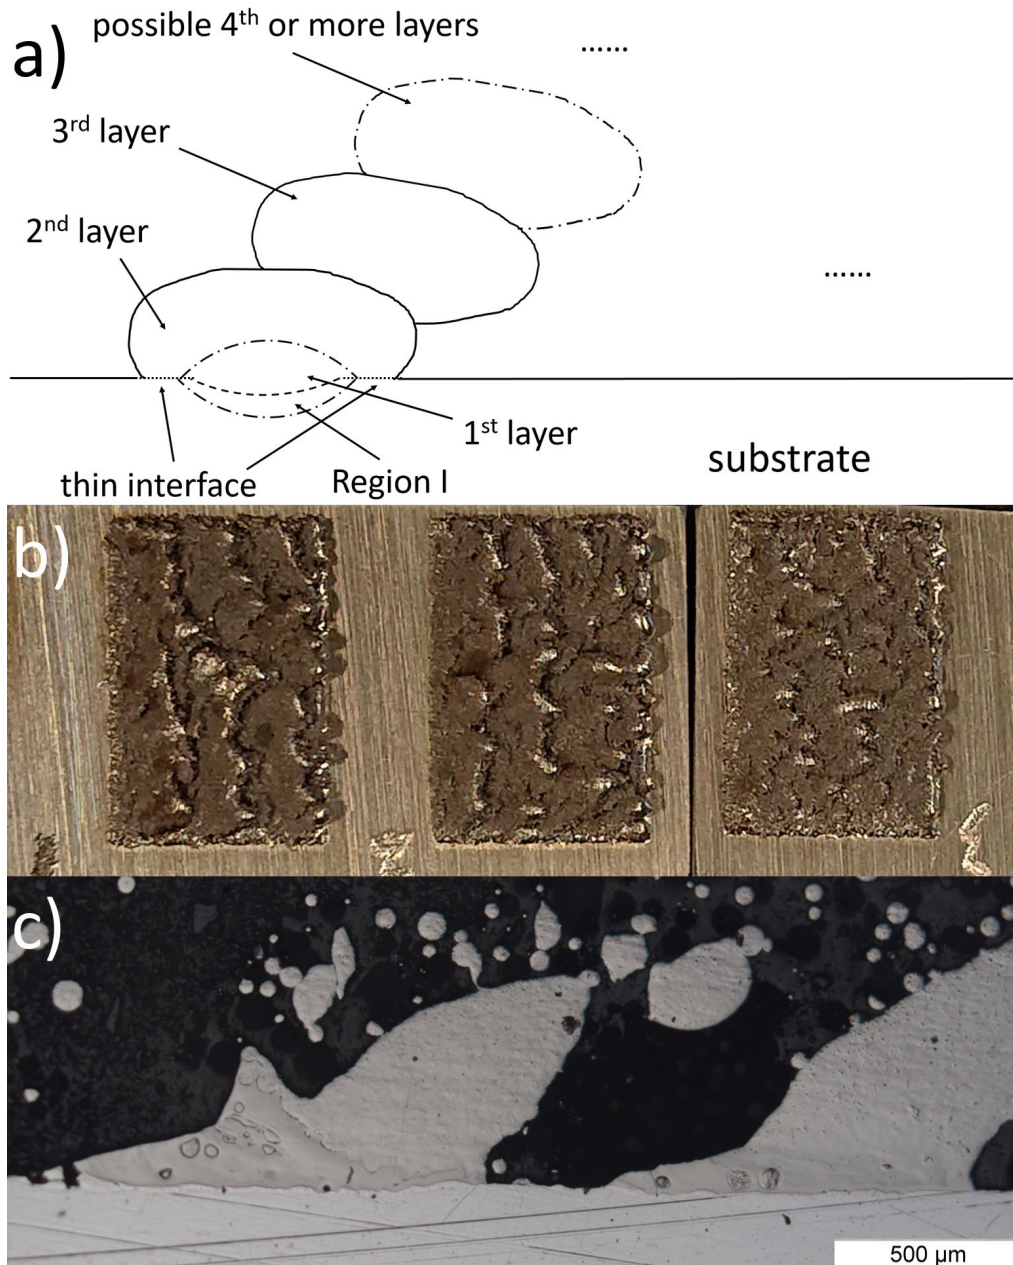 a)
possible 4th or more layers
......
3rd layer
2nd layer
......
1st layer
thin interface
Region I
substrate
b)
c)
500 μm